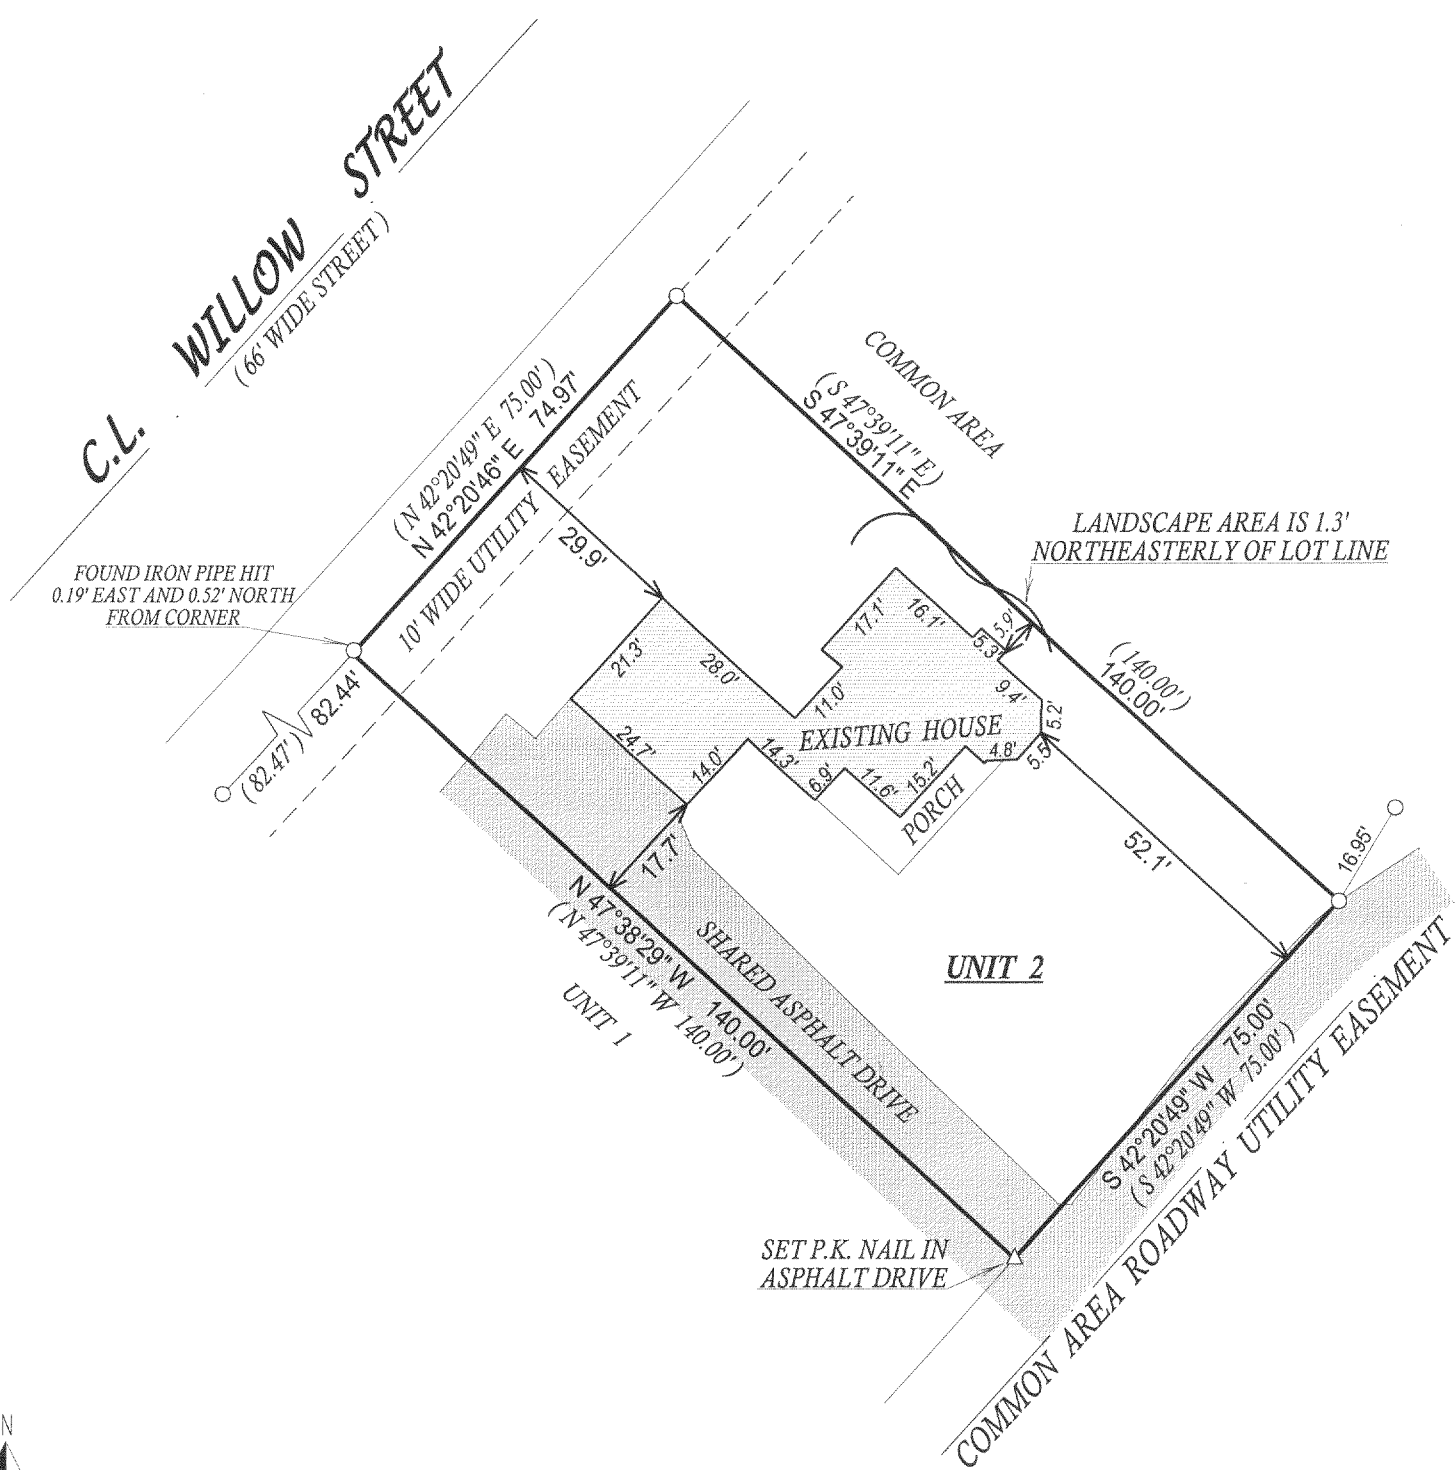 C.L. WILLOW STREET
( 66' WIDE STREET )
(N 42°20'49" E 75.00')
N 42°20'46" E 74.97'
10' WIDE UTILITY EASEMENT
FOUND IRON PIPE HIT
0.19' EAST AND 0.52' NORTH
FROM CORNER
(82.47')
82.44'
COMMON AREA
(S 47°39'11" E)
S 47°39'11" E
LANDSCAPE AREA IS 1.3'
NORTHEASTERLY OF LOT LINE
(140.00')
140.00'
29.9'
21.3'
28.0'
11.0'
17.1'
16.1'
5.3'
5.9'
9.4'
5.2'
5.5'
4.8'
EXISTING HOUSE
24.7'
14.0'
14.3'
6.9'
11.6'
15.2'
PORCH
17.7'
52.1'
16.95'
UNIT 2
N 47°38'29" W 140.00'
(N 47°39'11" W 140.00')
UNIT 1
SHARED ASPHALT DRIVE
S 42°20'49" W 75.00'
(S 42°20'49" W 75.00')
COMMON AREA ROADWAY UTILITY EASEMENT
SET P.K. NAIL IN
ASPHALT DRIVE
N